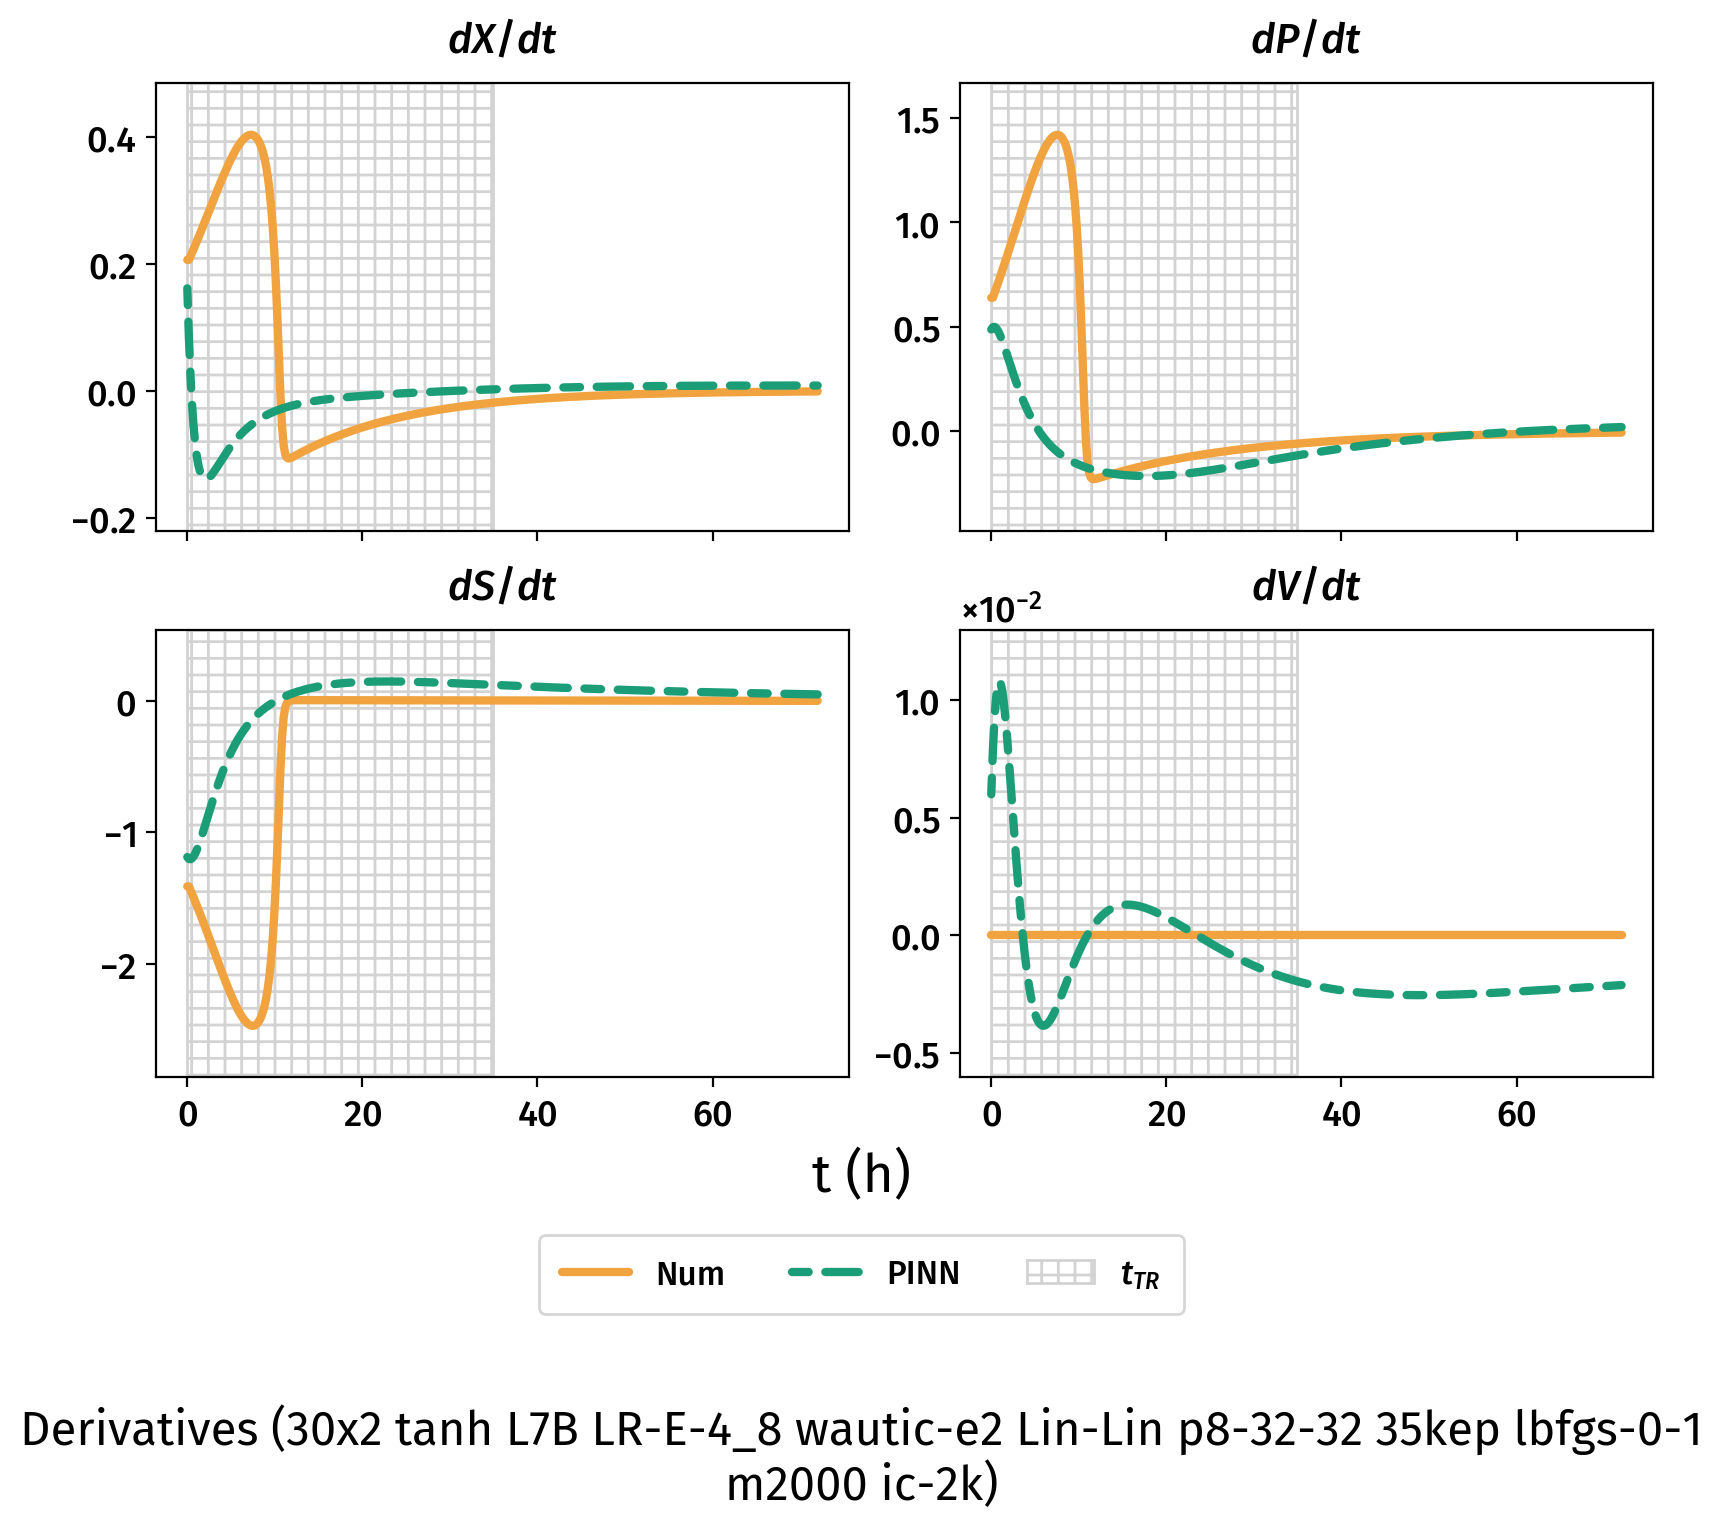 dX/dt
dP/dt
0.4
0.2
0.0
−0.2
1.5
1.0
0.5
0.0
dS/dt
dV/dt
×10⁻²
0
−1
−2
1.0
0.5
0.0
−0.5
0 20 40 60
0 20 40 60
t (h)
Num PINN t_TR
Derivatives (30x2 tanh L7B LR-E-4_8 wautic-e2 Lin-Lin p8-32-32 35kep lbfgs-0-1
m2000 ic-2k)